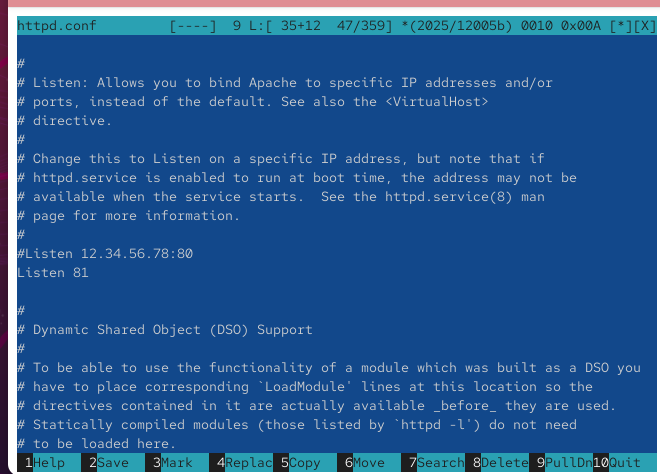 httpd.conf [----] 9 L:[ 35+12 47/359] *(2025/12005b) 0010 0x00A [*][X]
#
# Listen: Allows you to bind Apache to specific IP addresses and/or
# ports, instead of the default. See also the <VirtualHost>
# directive.
#
# Change this to Listen on a specific IP address, but note that if
# httpd.service is enabled to run at boot time, the address may not be
# available when the service starts.  See the httpd.service(8) man
# page for more information.
#
#Listen 12.34.56.78:80
Listen 81
#
# Dynamic Shared Object (DSO) Support
#
# To be able to use the functionality of a module which was built as a DSO you
# have to place corresponding `LoadModule' lines at this location so the
# directives contained in it are actually available _before_ they are used.
# Statically compiled modules (those listed by `httpd -l') do not need
# to be loaded here.
1Help 2Save 3Mark 4Replac 5Copy 6Move 7Search 8Delete 9PullDn 10Quit